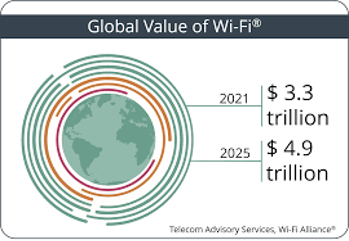 Global Value of Wi-Fi®
2021
$ 3.3
trillion
2025
$ 4.9
trillion
Telecom Advisory Services, Wi-Fi Alliance®